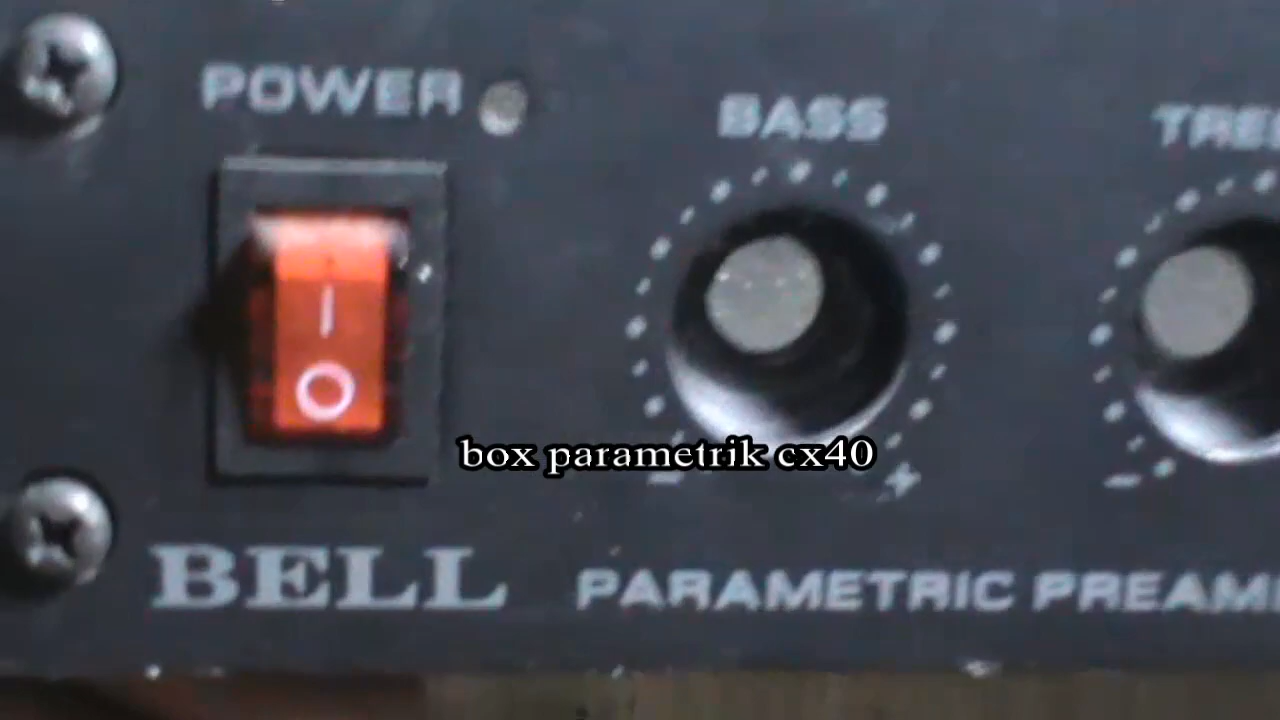 POWER
BASS
I
O
box parametrik cx40
- +
-
BELL
PARAMETRIC